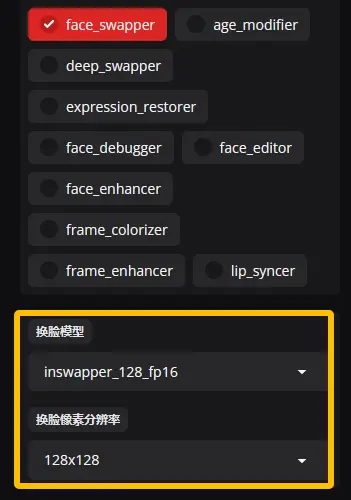 face_swapper age_modifier
deep_swapper
expression_restorer
face_debugger face_editor
face_enhancer
frame_colorizer
frame_enhancer lip_syncer
换脸模型
inswapper_128_fp16
换脸像素分辨率
128x128